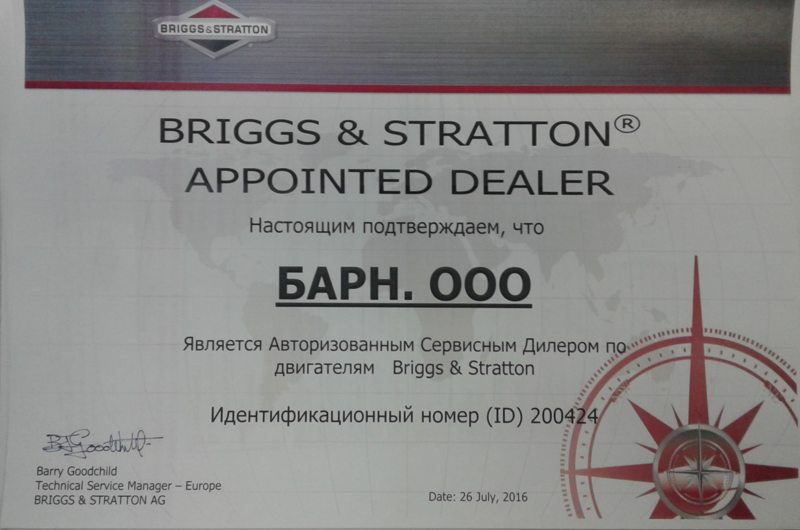 BRIGGS & STRATTON
BRIGGS & STRATTON®
APPOINTED DEALER
Настоящим подтверждаем, что
БАРН. ООО
Является Авторизованным Сервисным Дилером по
двигателям Briggs & Stratton
Идентификационный номер (ID) 200424
BJGoodchild
Barry Goodchild
Technical Service Manager – Europe
BRIGGS & STRATTON AG
Date: 26 July, 2016